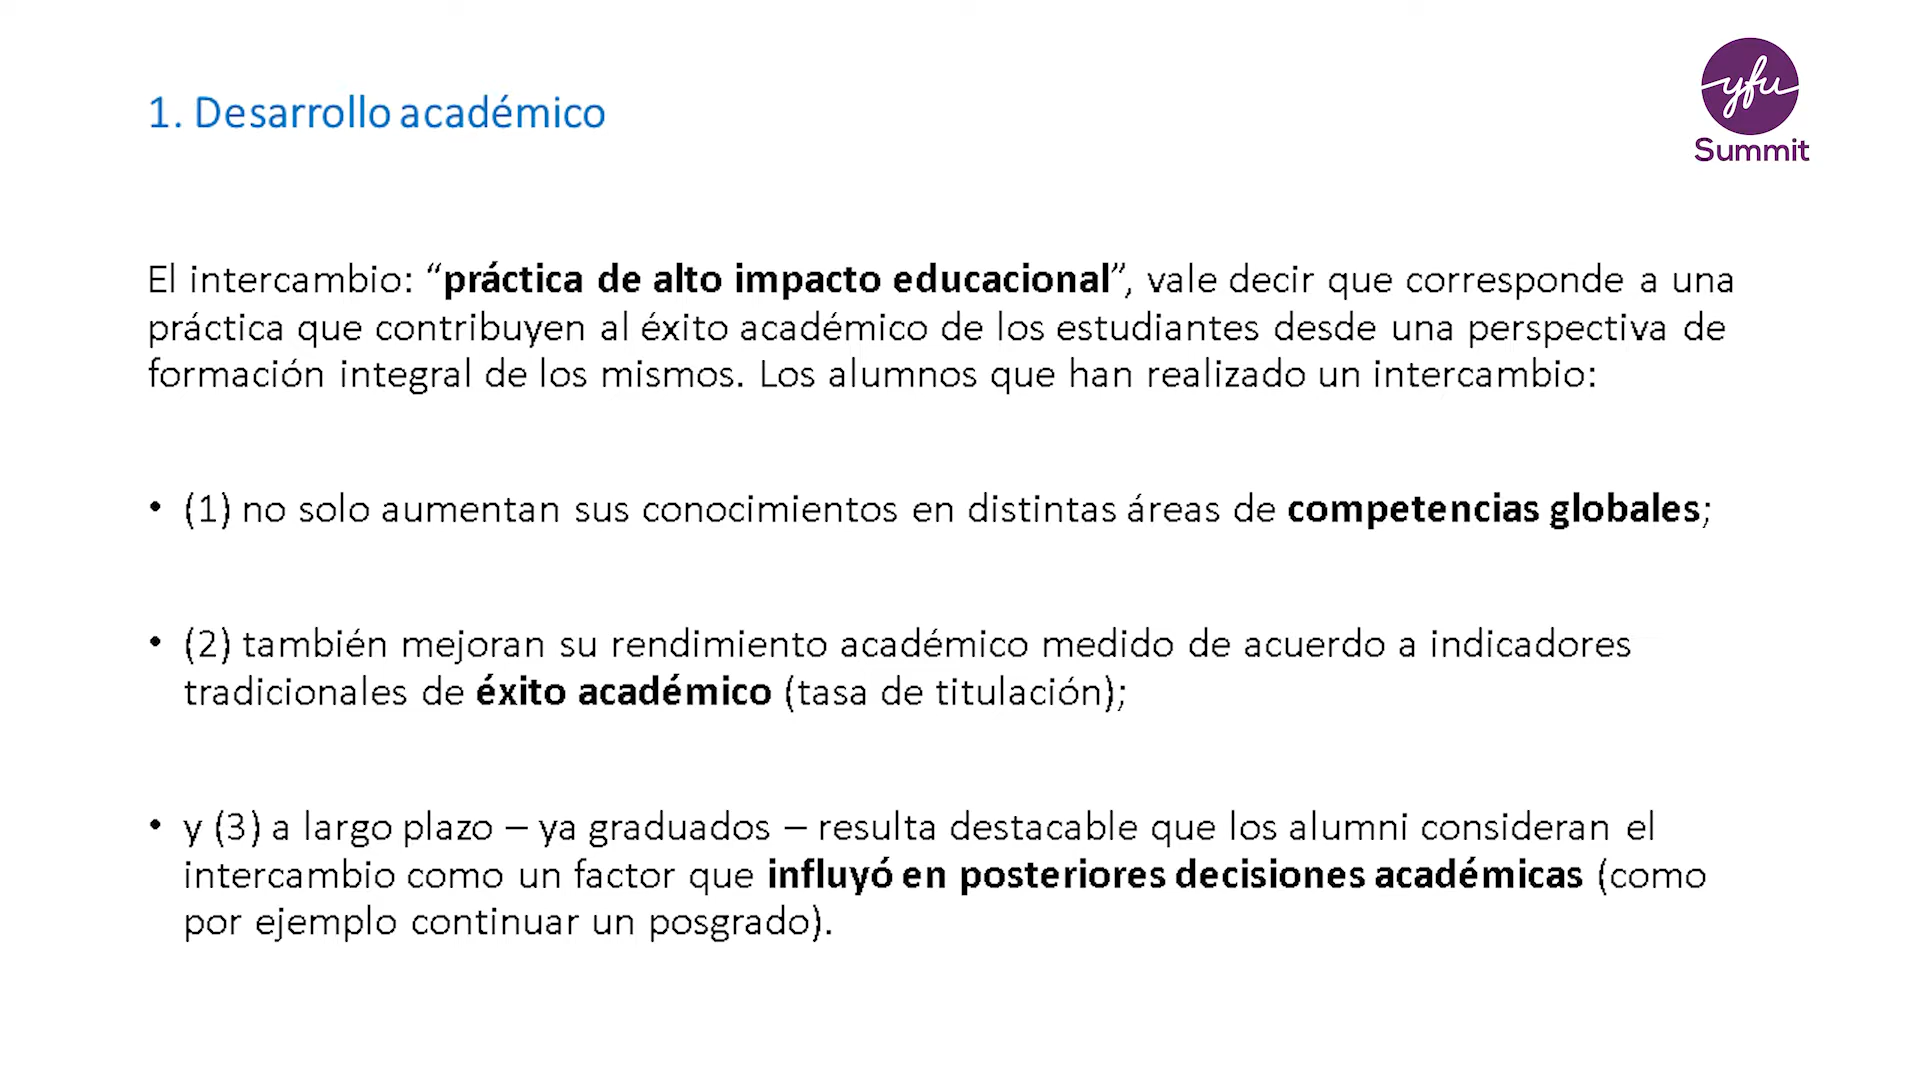 yfu
Summit
1. Desarrollo académico
El intercambio: “práctica de alto impacto educacional”, vale decir que corresponde a una
práctica que contribuyen al éxito académico de los estudiantes desde una perspectiva de
formación integral de los mismos. Los alumnos que han realizado un intercambio:
• (1) no solo aumentan sus conocimientos en distintas áreas de competencias globales;
• (2) también mejoran su rendimiento académico medido de acuerdo a indicadores
tradicionales de éxito académico (tasa de titulación);
• y (3) a largo plazo – ya graduados – resulta destacable que los alumni consideran el
intercambio como un factor que influyó en posteriores decisiones académicas (como
por ejemplo continuar un posgrado).